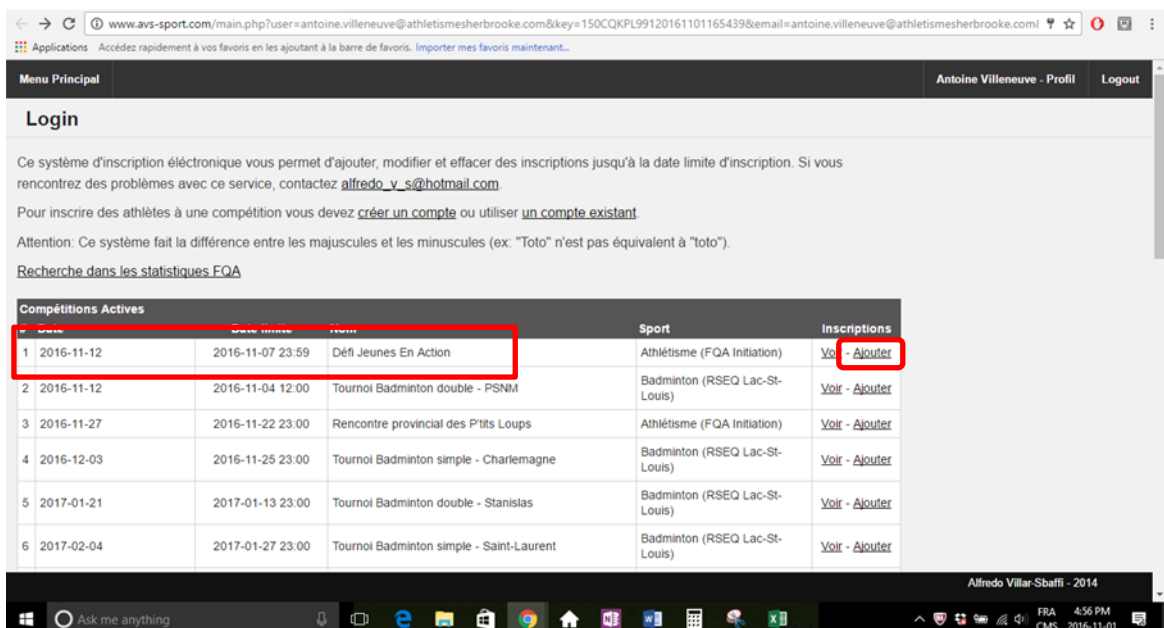 www.avs-sport.com/main.php?user=antoine.villeneuve@athletismesherbrooke.com&key=150CQKPL99120161101165439&email=antoine.villeneuve@athletismesherbrooke.com
Applications Accédez rapidement à vos favoris en les ajoutant à la barre de favoris. Importer mes favoris maintenant...
Menu Principal Antoine Villeneuve - Profil Logout
Login
Ce système d'inscription éléctronique vous permet d'ajouter, modifier et effacer des inscriptions jusqu'à la date limite d'inscription. Si vous
rencontrez des problèmes avec ce service, contactez alfredo_v_s@hotmail.com.
Pour inscrire des athlètes à une compétition vous devez créer un compte ou utiliser un compte existant.
Attention: Ce système fait la différence entre les majuscules et les minuscules (ex: "Toto" n'est pas équivalent à "toto").
Recherche dans les statistiques FQA
Compétitions Actives
# Date Date limite Nom Sport Inscriptions
1 2016-11-12 2016-11-07 23:59 Défi Jeunes En Action Athlétisme (FQA Initiation) Voir - Ajouter
2 2016-11-12 2016-11-04 12:00 Tournoi Badminton double - PSNM Badminton (RSEQ Lac-St-
Louis) Voir - Ajouter
3 2016-11-27 2016-11-22 23:00 Rencontre provincial des P'tits Loups Athlétisme (FQA Initiation) Voir - Ajouter
4 2016-12-03 2016-11-25 23:00 Tournoi Badminton simple - Charlemagne Badminton (RSEQ Lac-St-
Louis) Voir - Ajouter
5 2017-01-21 2017-01-13 23:00 Tournoi Badminton double - Stanislas Badminton (RSEQ Lac-St-
Louis) Voir - Ajouter
6 2017-02-04 2017-01-27 23:00 Tournoi Badminton simple - Saint-Laurent Badminton (RSEQ Lac-St-
Louis) Voir - Ajouter
Alfredo Villar-Sbaffi - 2014
Ask me anything
FRA 4:56 PM
CMS 2016-11-01